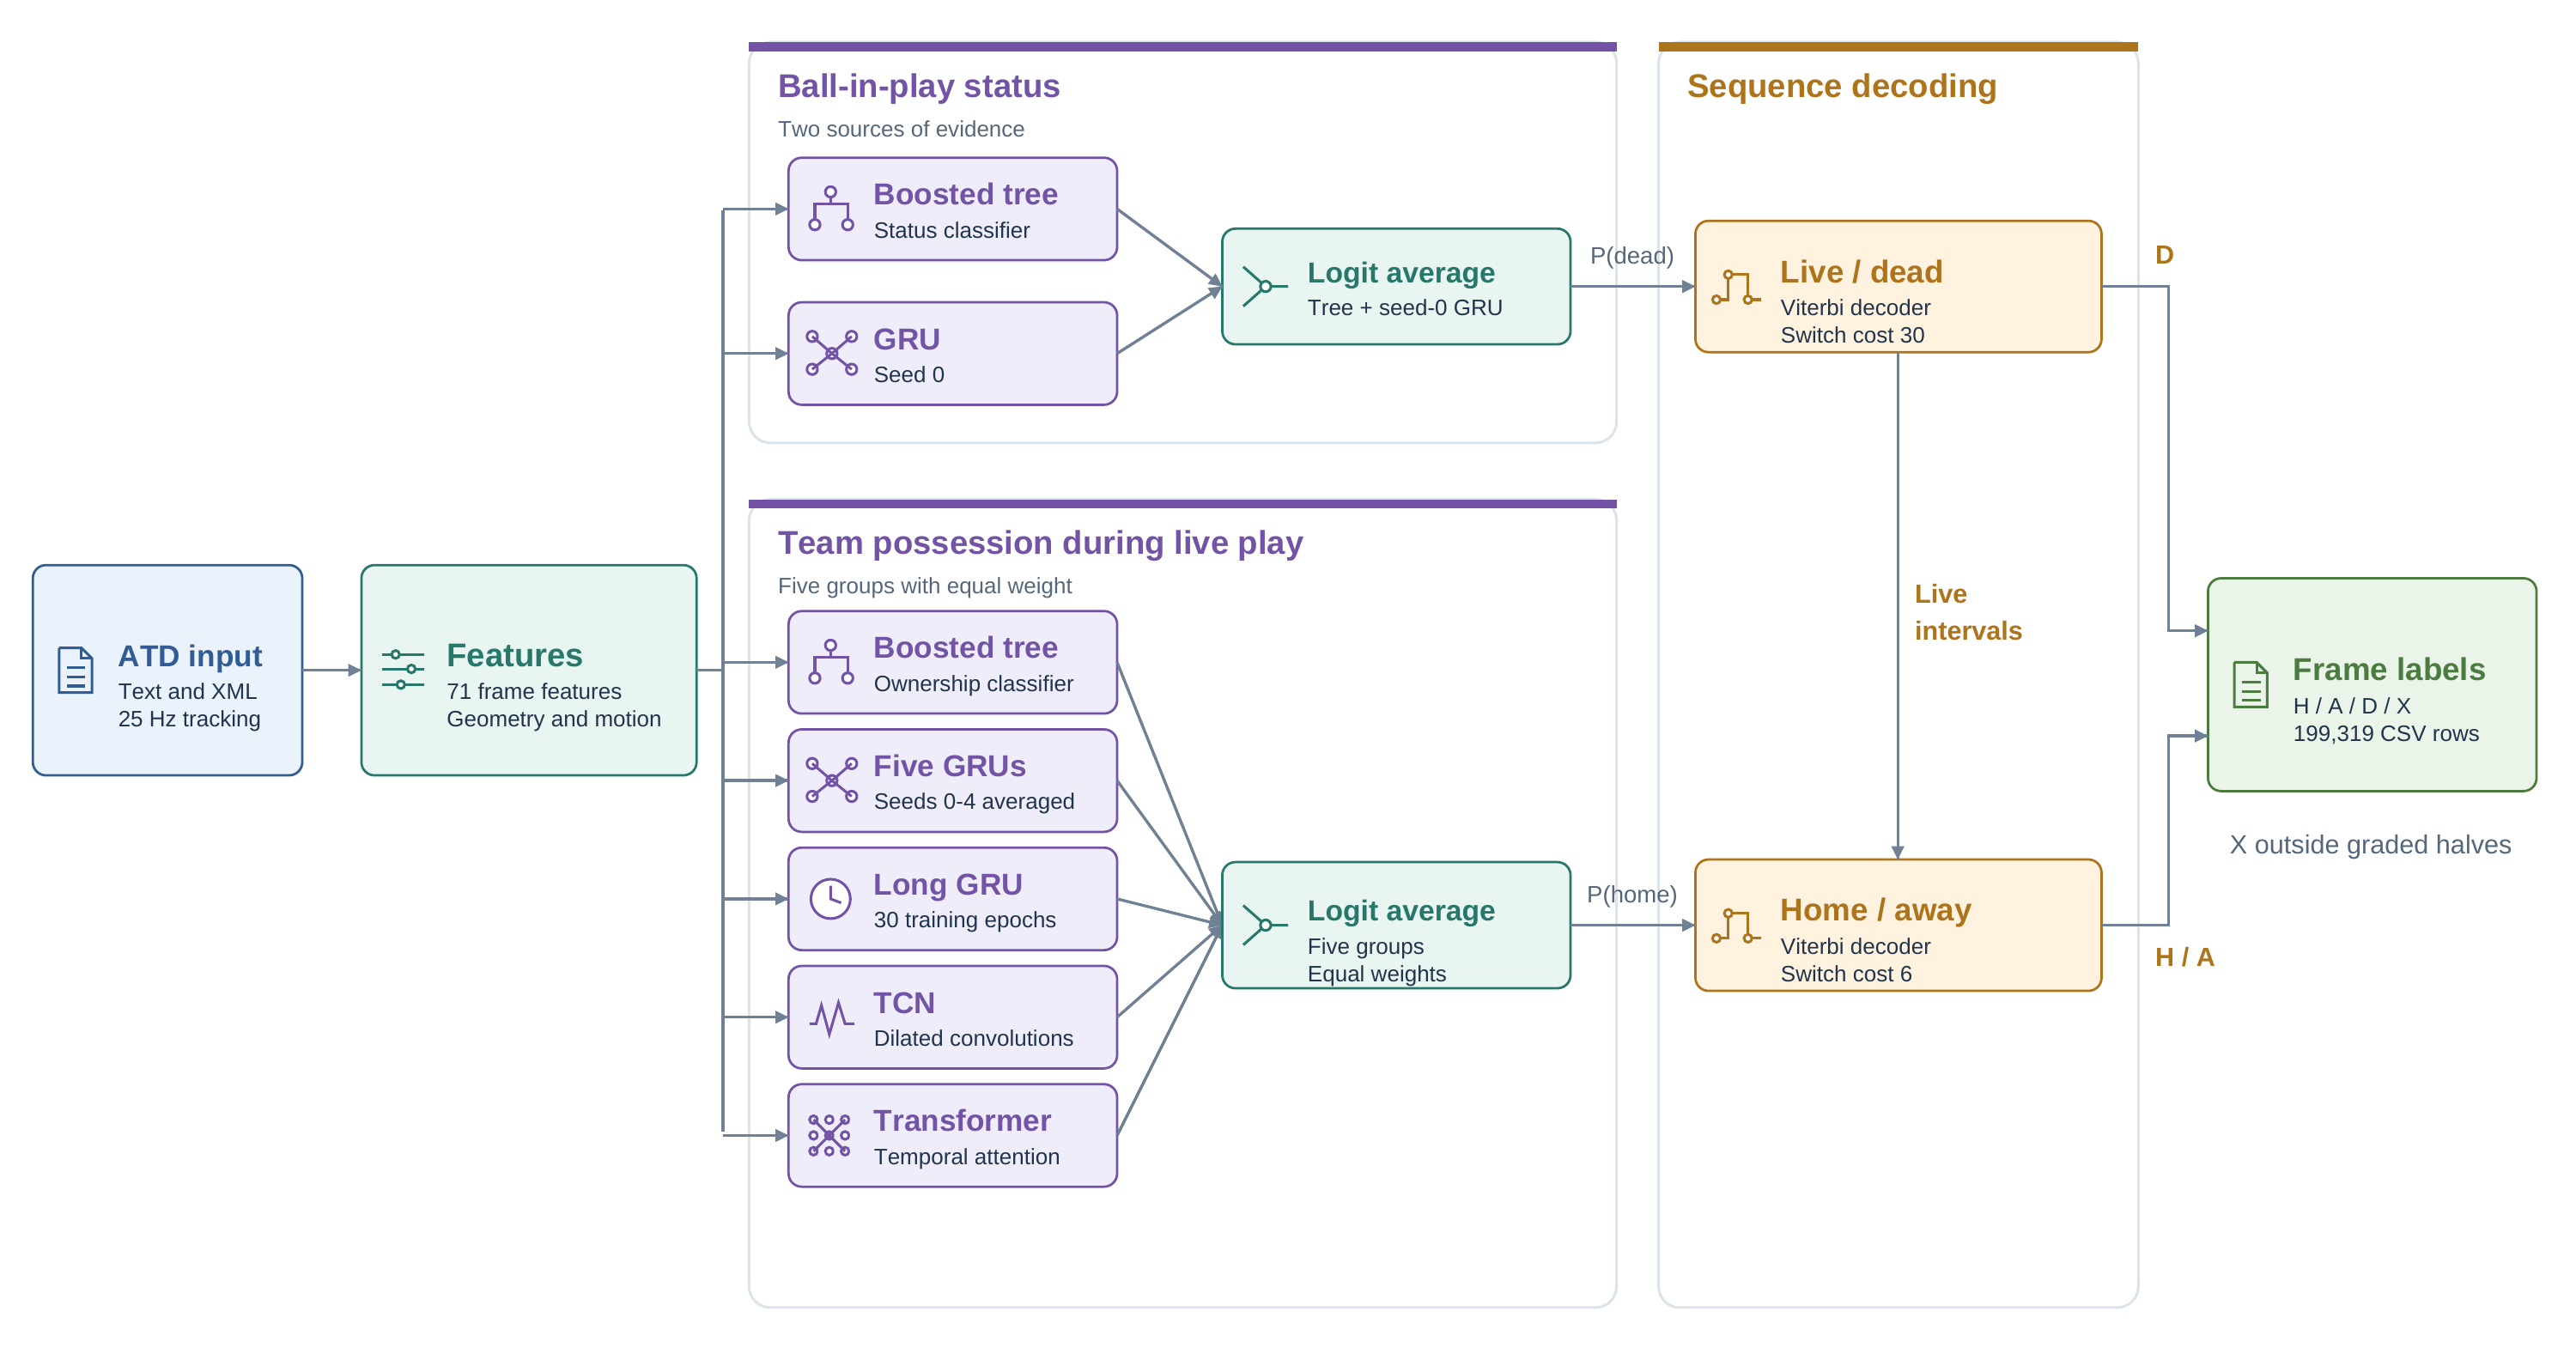 Ball-in-play status
Two sources of evidence
Boosted tree
Status classifier
GRU
Seed 0
Logit average
Tree + seed-0 GRU
P(dead)
Sequence decoding
Live / dead
Viterbi decoder
Switch cost 30
D
ATD input
Text and XML
25 Hz tracking
Features
71 frame features
Geometry and motion
Team possession during live play
Five groups with equal weight
Boosted tree
Ownership classifier
Five GRUs
Seeds 0-4 averaged
Long GRU
30 training epochs
TCN
Dilated convolutions
Transformer
Temporal attention
Logit average
Five groups
Equal weights
P(home)
Live
intervals
Home / away
Viterbi decoder
Switch cost 6
H / A
Frame labels
H / A / D / X
199,319 CSV rows
X outside graded halves